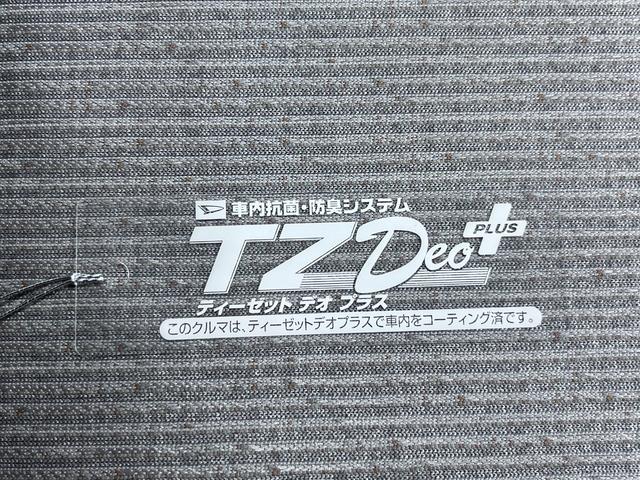 車内抗菌・防臭システム
TZ Deo PLUS
ティーゼット デオ プラス
このクルマは、ティーゼットデオプラスで車内をコーティング済です。